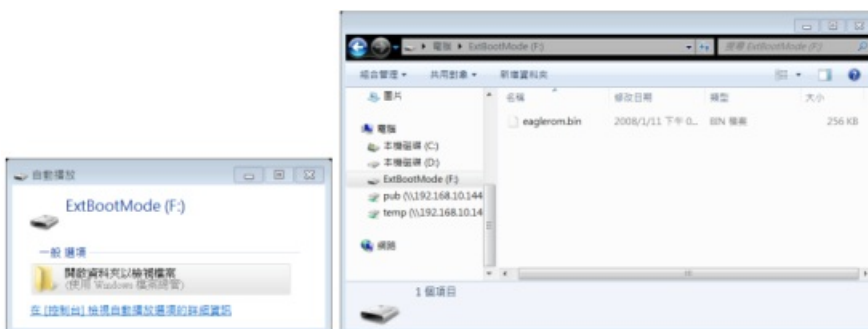 自動播放
ExtBootMode (F:)
一般 選項
開啟資料夾以檢視檔案
(使用 Windows 檔案總管)
在 [控制台] 檢視自動播放選項的詳細資訊
電腦 ▸ ExtBootMode (F:)
搜尋 ExtBootMode (F:)
組合管理 共用對象 新增資料夾
圖片
電腦
本機磁碟 (C:)
本機磁碟 (D:)
ExtBootMode (F:)
pub (\\192.168.10.144
temp (\\192.168.10.14
網路
名稱 修改日期 類型 大小
eaglerom.bin 2008/1/11 下午 0... BIN 檔案 256 KB
1 個項目